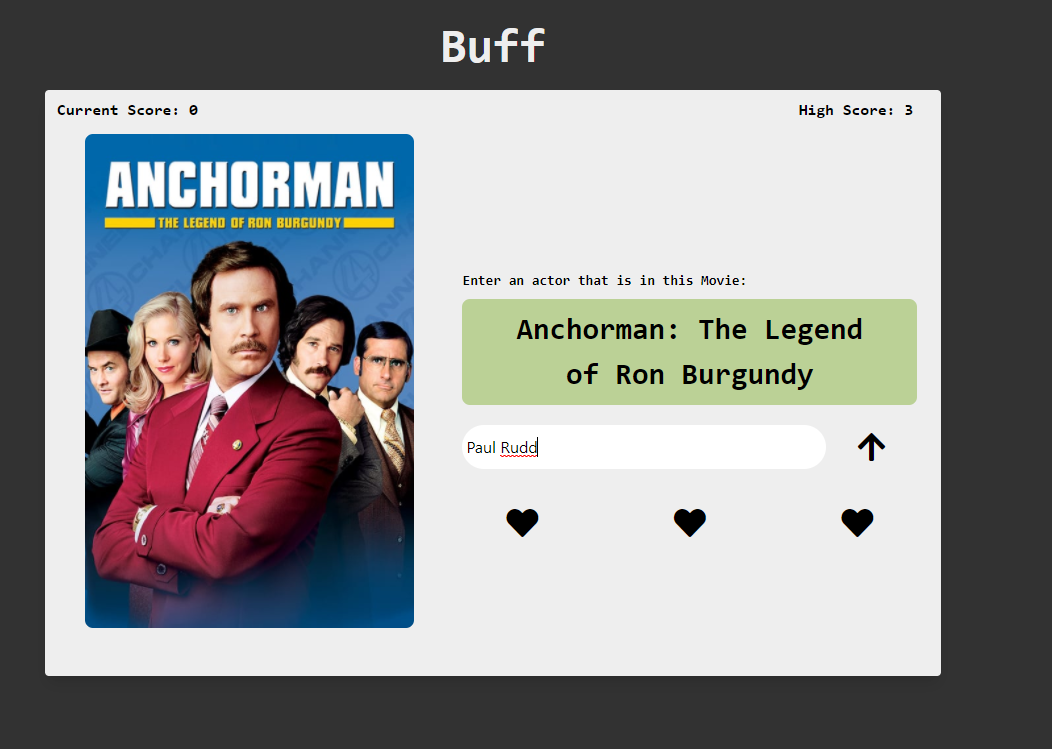 Buff
Current Score: 0
High Score: 3
ANCHORMAN
THE LEGEND OF RON BURGUNDY
Enter an actor that is in this Movie:
Anchorman: The Legend
of Ron Burgundy
Paul Rudd